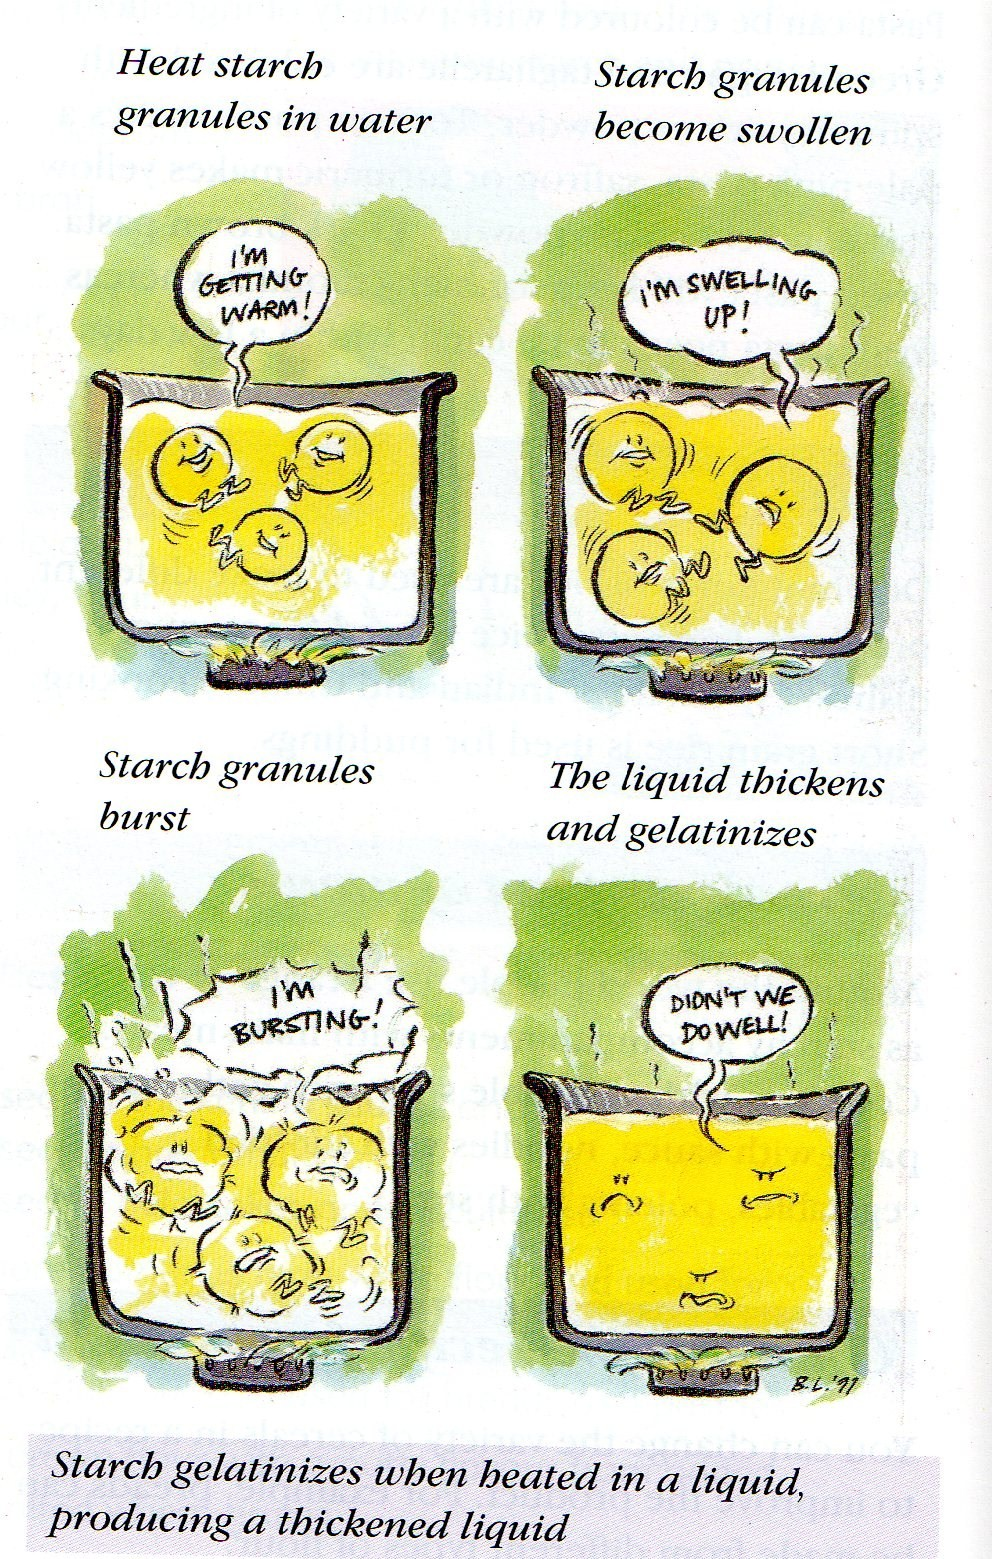 Heat starch
granules in water
I'M
GETTING
WARM!
Starch granules
become swollen
I'M SWELLING
UP!
Starch granules
burst
I'M
BURSTING!
The liquid thickens
and gelatinizes
DIDN'T WE
DO WELL!
B.L.'97
Starch gelatinizes when heated in a liquid,
producing a thickened liquid